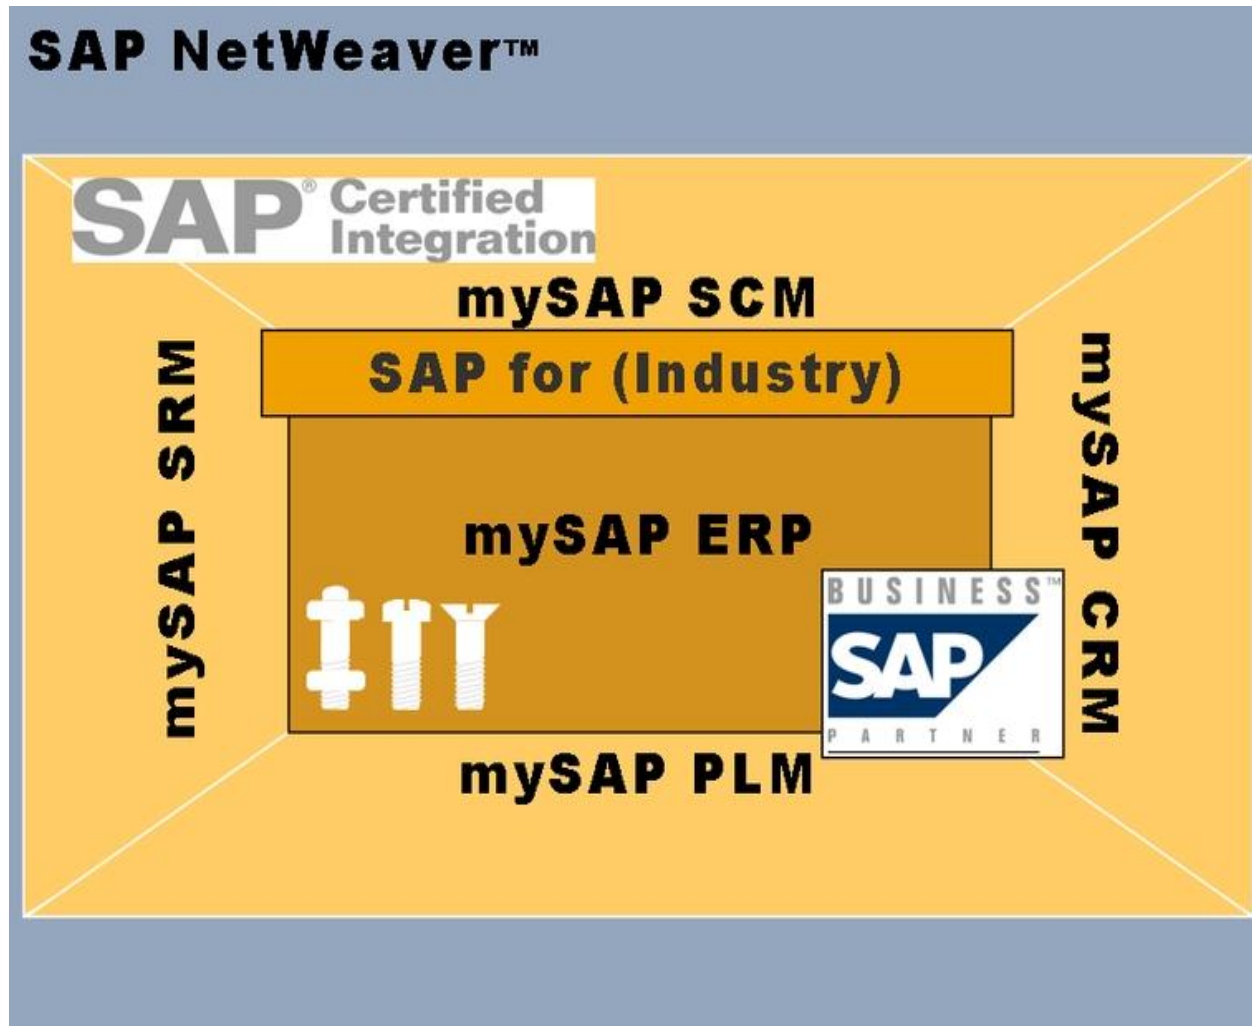 SAP NetWeaver™
SAP® Certified
Integration
mySAP SCM
SAP for (Industry)
mySAP SRM
mySAP ERP
mySAP CRM
BUSINESS™
SAP
PARTNER
mySAP PLM